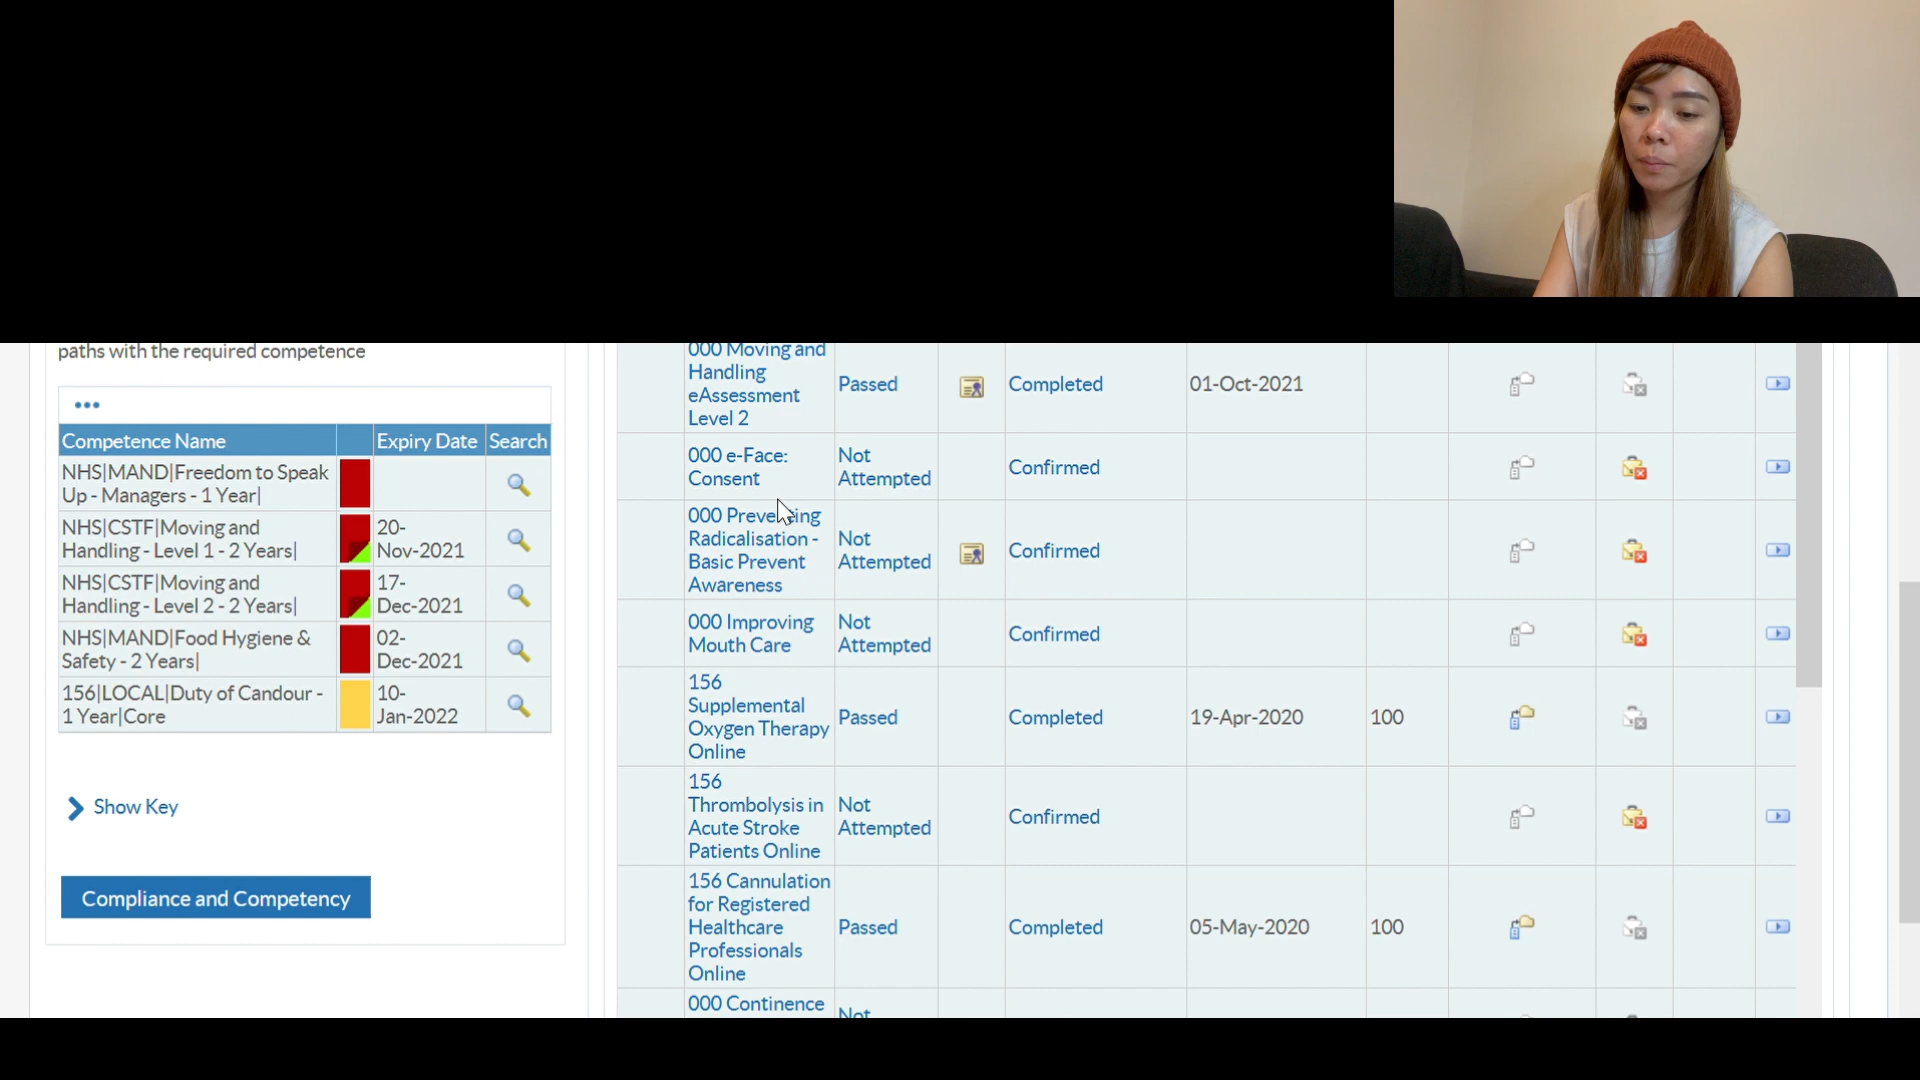 paths with the required competence
•••
Competence Name Expiry Date Search
NHS|MAND|Freedom to Speak
Up - Managers - 1 Year|
NHS|CSTF|Moving and
Handling - Level 1 - 2 Years|
20-
Nov-2021
NHS|CSTF|Moving and
Handling - Level 2 - 2 Years|
17-
Dec-2021
NHS|MAND|Food Hygiene &
Safety - 2 Years|
02-
Dec-2021
156|LOCAL|Duty of Candour -
1 Year|Core
10-
Jan-2022
Show Key
Compliance and Competency
000 Moving and
Handling
eAssessment
Level 2
Passed
Completed
01-Oct-2021
000 e-Face:
Consent
Not
Attempted
Confirmed
000 Preventing
Radicalisation -
Basic Prevent
Awareness
Not
Attempted
Confirmed
000 Improving
Mouth Care
Not
Attempted
Confirmed
156
Supplemental
Oxygen Therapy
Online
Passed
Completed
19-Apr-2020
100
156
Thrombolysis in
Acute Stroke
Patients Online
Not
Attempted
Confirmed
156 Cannulation
for Registered
Healthcare
Professionals
Online
Passed
Completed
05-May-2020
100
000 Continence
Not